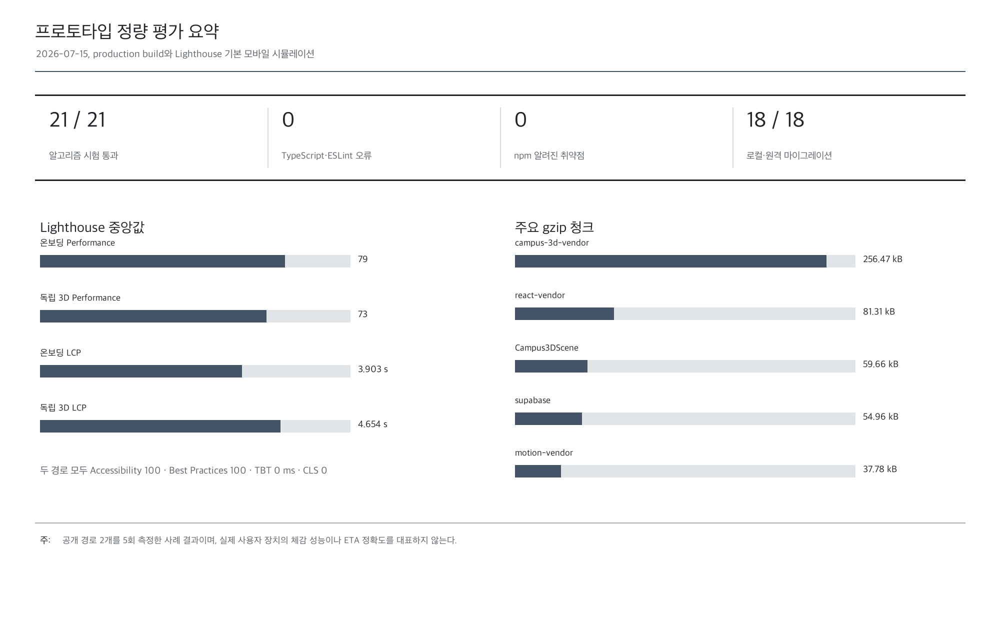 프로토타입 정량 평가 요약
2026-07-15, production build와 Lighthouse 기본 모바일 시뮬레이션
21 / 21
알고리즘 시험 통과
0
TypeScript·ESLint 오류
0
npm 알려진 취약점
18 / 18
로컬·원격 마이그레이션
Lighthouse 중앙값
온보딩 Performance
79
독립 3D Performance
73
온보딩 LCP
3.903 s
독립 3D LCP
4.654 s
두 경로 모두 Accessibility 100 · Best Practices 100 · TBT 0 ms · CLS 0
주요 gzip 청크
campus-3d-vendor
256.47 kB
react-vendor
81.31 kB
Campus3DScene
59.66 kB
supabase
54.96 kB
motion-vendor
37.78 kB
주: 공개 경로 2개를 5회 측정한 사례 결과이며, 실제 사용자 장치의 체감 성능이나 ETA 정확도를 대표하지 않는다.